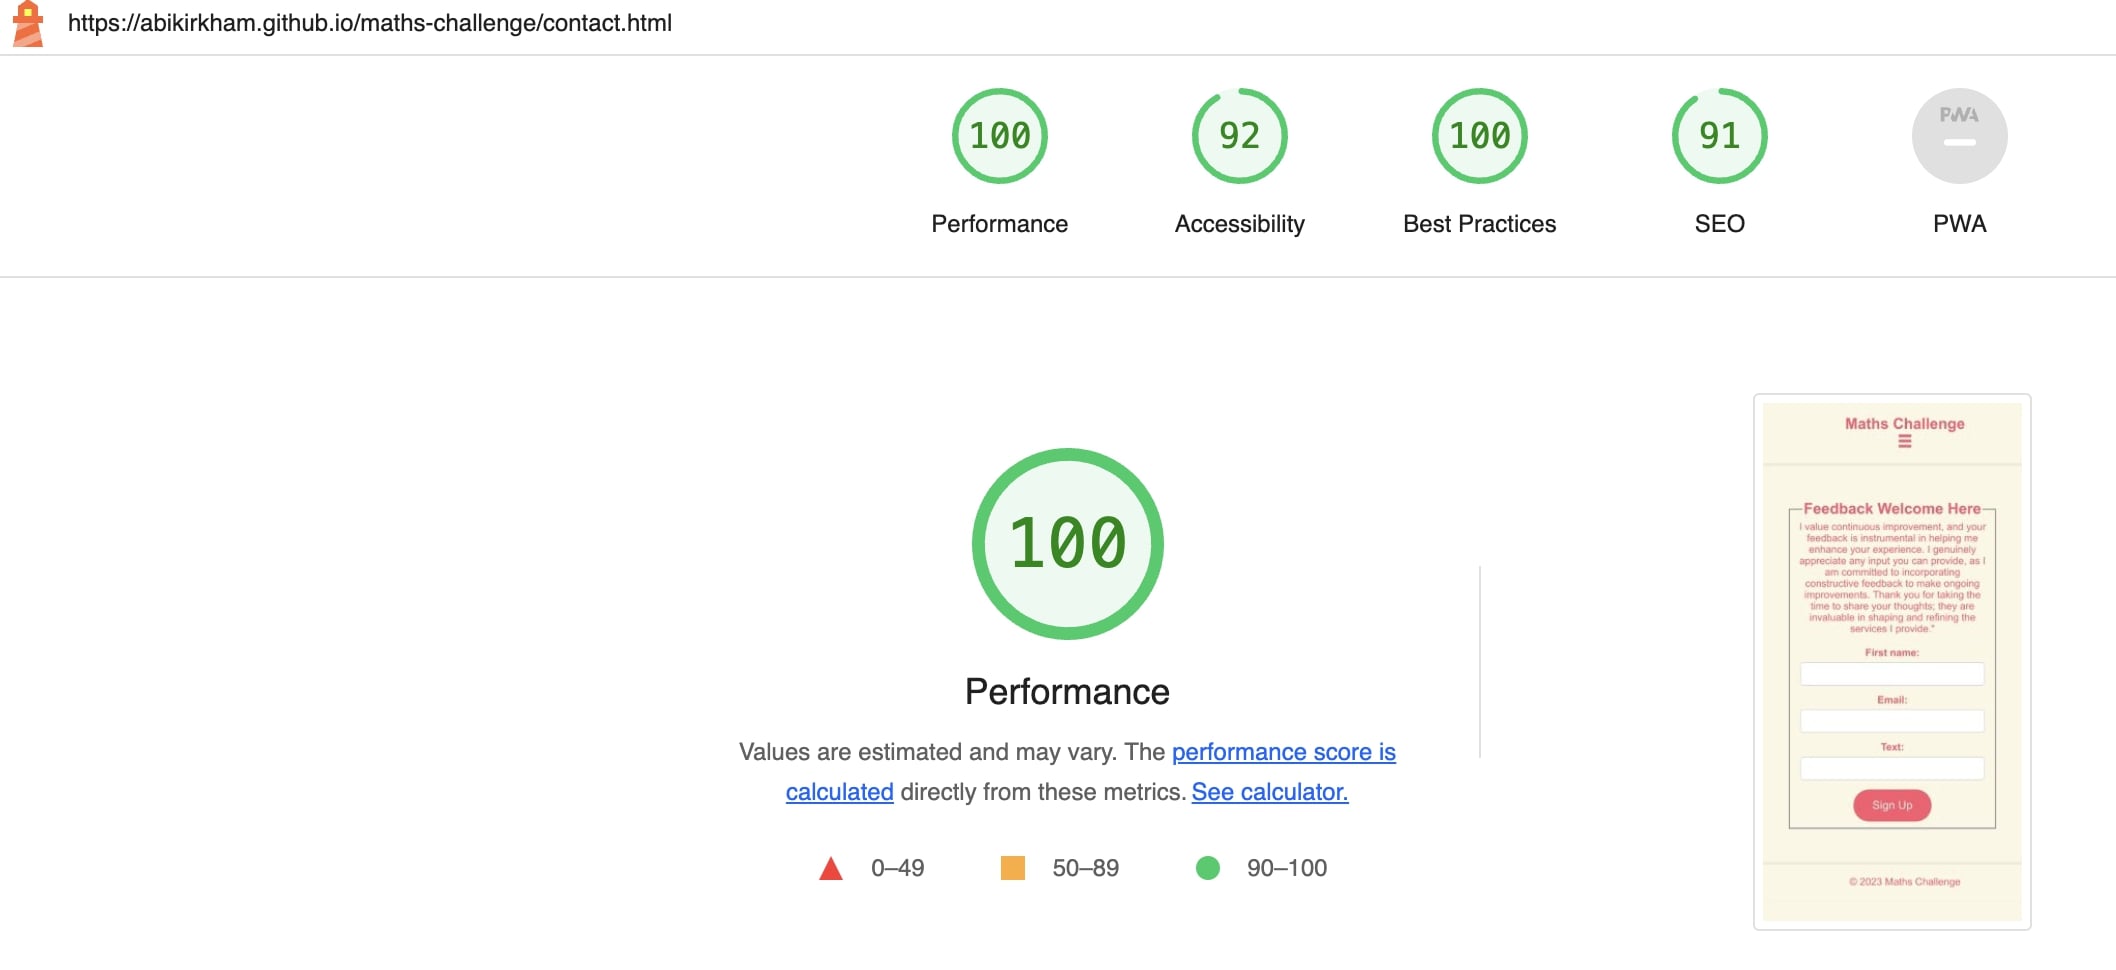 https://abikirkham.github.io/maths-challenge/contact.html
100
92
100
91
PWA
Performance
Accessibility
Best Practices
SEO
PWA
100
Performance
Values are estimated and may vary. The performance score is
calculated directly from these metrics. See calculator.
0–49
50–89
90–100
Maths Challenge
Feedback Welcome Here
I value continuous improvement, and your
feedback is instrumental in helping me
enhance your experience. I genuinely
appreciate any input you can provide, as I
am committed to incorporating
constructive feedback to make ongoing
improvements. Thank you for taking the
time to share your thoughts; they are
invaluable in shaping and refining the
services I provide."
First name:
Email:
Text:
Sign Up
© 2023 Maths Challenge